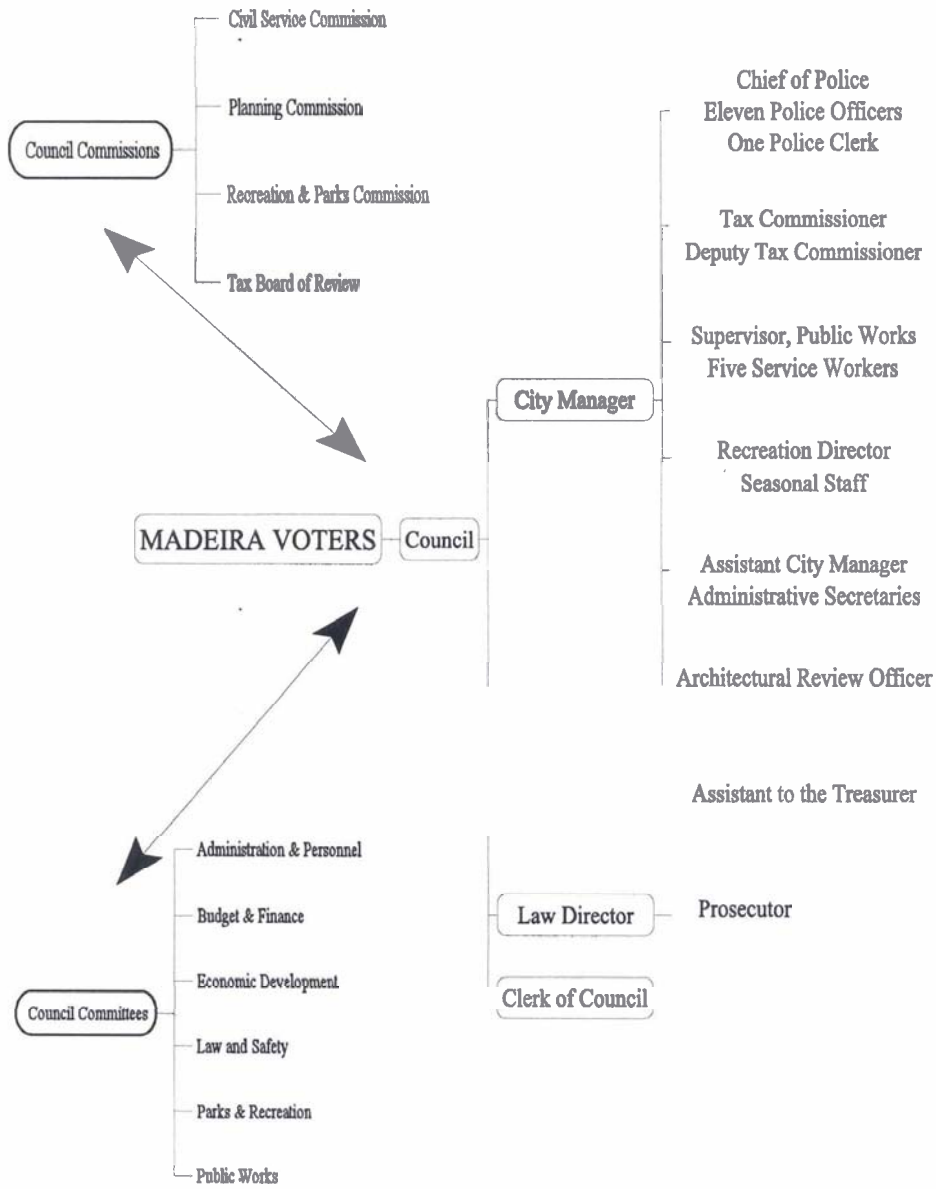 Civil Service Commission
Planning Commission
Council Commissions
Recreation & Parks Commission
Tax Board of Review
Chief of Police
Eleven Police Officers
One Police Clerk
Tax Commissioner
Deputy Tax Commissioner
Supervisor, Public Works
Five Service Workers
City Manager
Recreation Director
Seasonal Staff
MADEIRA VOTERS
Council
Assistant City Manager
Administrative Secretaries
Architectural Review Officer
Assistant to the Treasurer
Administration & Personnel
Budget & Finance
Economic Development
Council Committees
Law and Safety
Parks & Recreation
Public Works
Law Director
Prosecutor
Clerk of Council